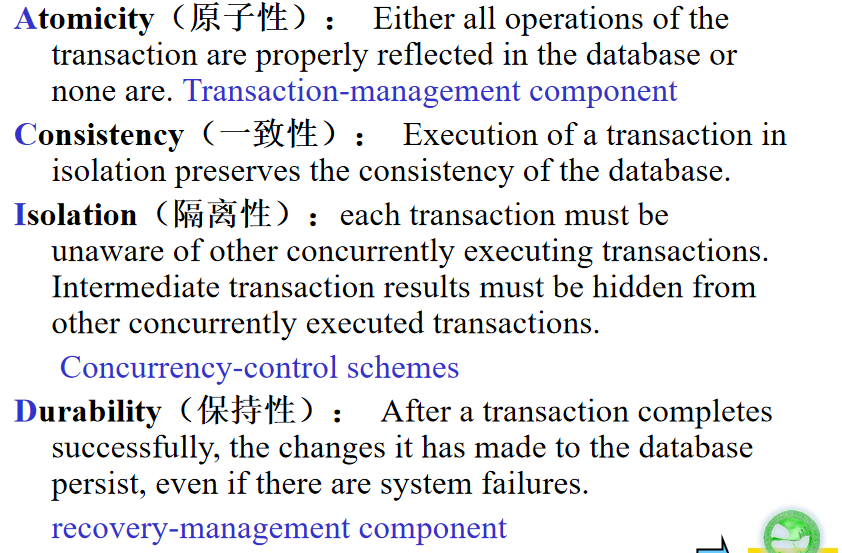 Atomicity（原子性）： Either all operations of the
transaction are properly reflected in the database or
none are. Transaction-management component
Consistency（一致性）： Execution of a transaction in
isolation preserves the consistency of the database.
Isolation（隔离性）：each transaction must be
unaware of other concurrently executing transactions.
Intermediate transaction results must be hidden from
other concurrently executed transactions.
Concurrency-control schemes
Durability（保持性）： After a transaction completes
successfully, the changes it has made to the database
persist, even if there are system failures.
recovery-management component